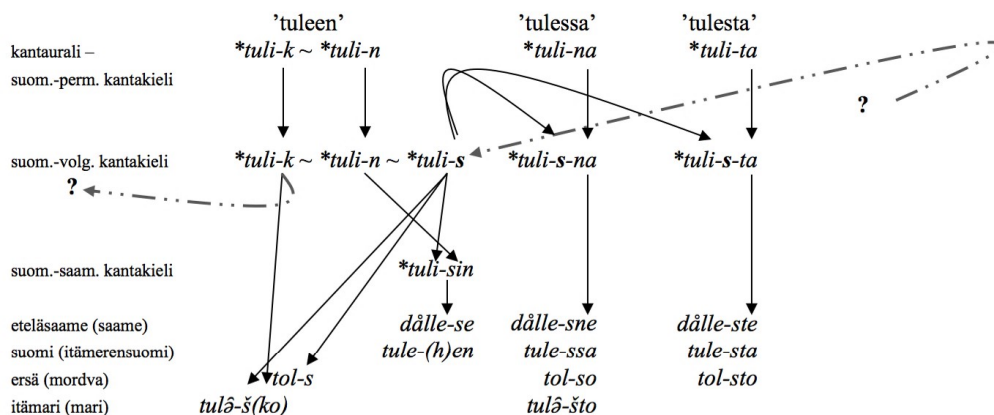 'tuleen' 'tulessa' 'tulesta'
kantaurali – *tuli-k ~ *tuli-n *tuli-na *tuli-ta
suom.-perm. kantakieli
?
suom.-volg. kantakieli *tuli-k ~ *tuli-n ~ *tuli-s *tuli-s-na *tuli-s-ta
?
suom.-saam. kantakieli *tuli-sin
eteläsaame (saame) dålle-se dålle-sne dålle-ste
suomi (itämerensuomi) tule-(h)en tule-ssa tule-sta
ersä (mordva) tol-s tol-so tol-sto
itämari (mari) tulə̑-š(ko) tulə̑-što